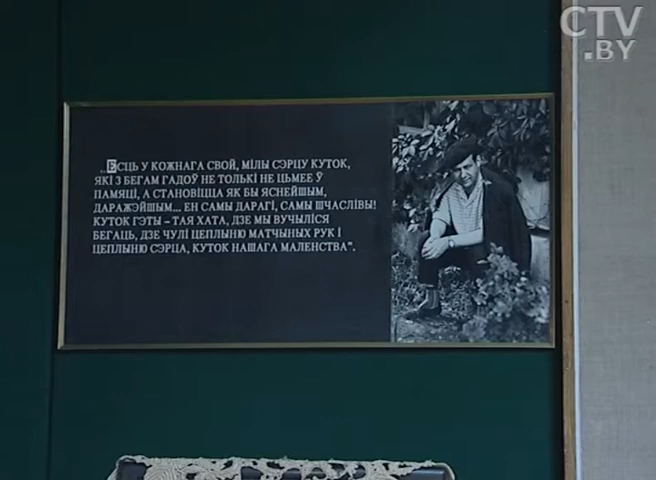 CTV
.BY
„ЕСЦЬ У КОЖНАГА СВОЙ, МІЛЫ СЭРЦУ КУТОК,
ЯКІ З БЕГАМ ГАДОЎ НЕ ТОЛЬКІ НЕ ЦЬМЕЕ Ў
ПАМЯЦІ, А СТАНОВІЦЦА ЯК БЫ ЯСНЕЙШЫМ,
ДАРАЖЭЙШЫМ... ЕН САМЫ ДАРАГІ, САМЫ ШЧАСЛІВЫ!
КУТОК ГЭТЫ – ТАЯ ХАТА, ДЗЕ МЫ ВУЧЫЛІСЯ
БЕГАЦЬ, ДЗЕ ЧУЛІ ЦЕПЛЫНЮ МАТЧЫНЫХ РУК І
ЦЕПЛЫНЮ СЭРЦА, КУТОК НАШАГА МАЛЕНСТВА".